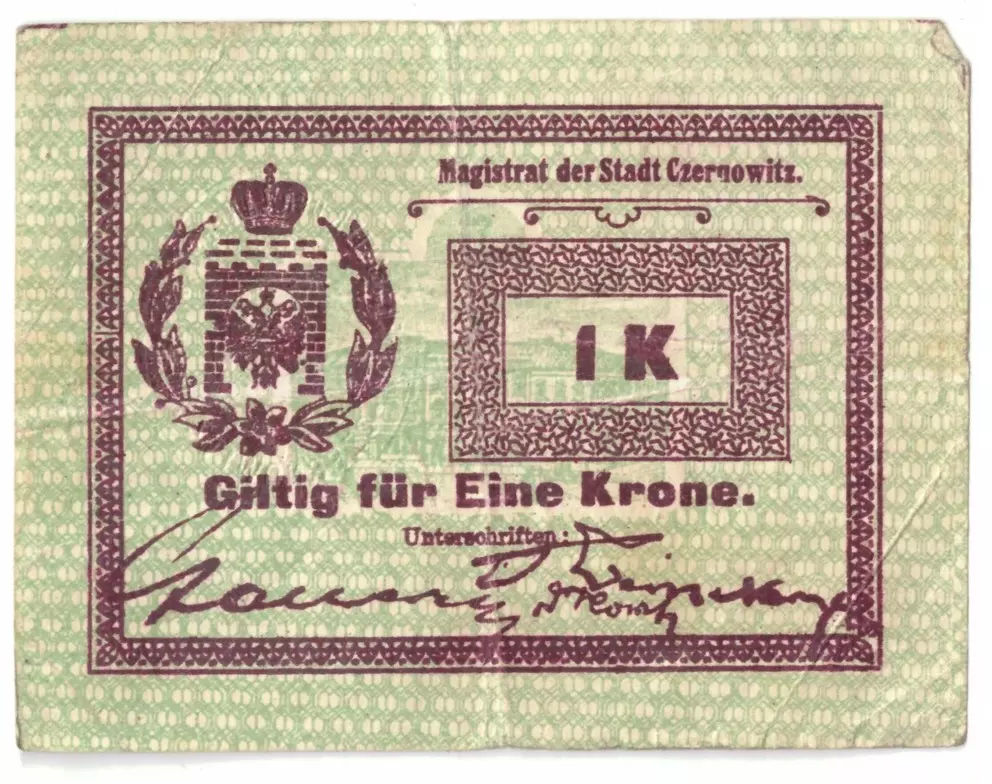 Magistrat der Stadt Czernowitz.
1 K
Giltig für Eine Krone.
Unterschriften: